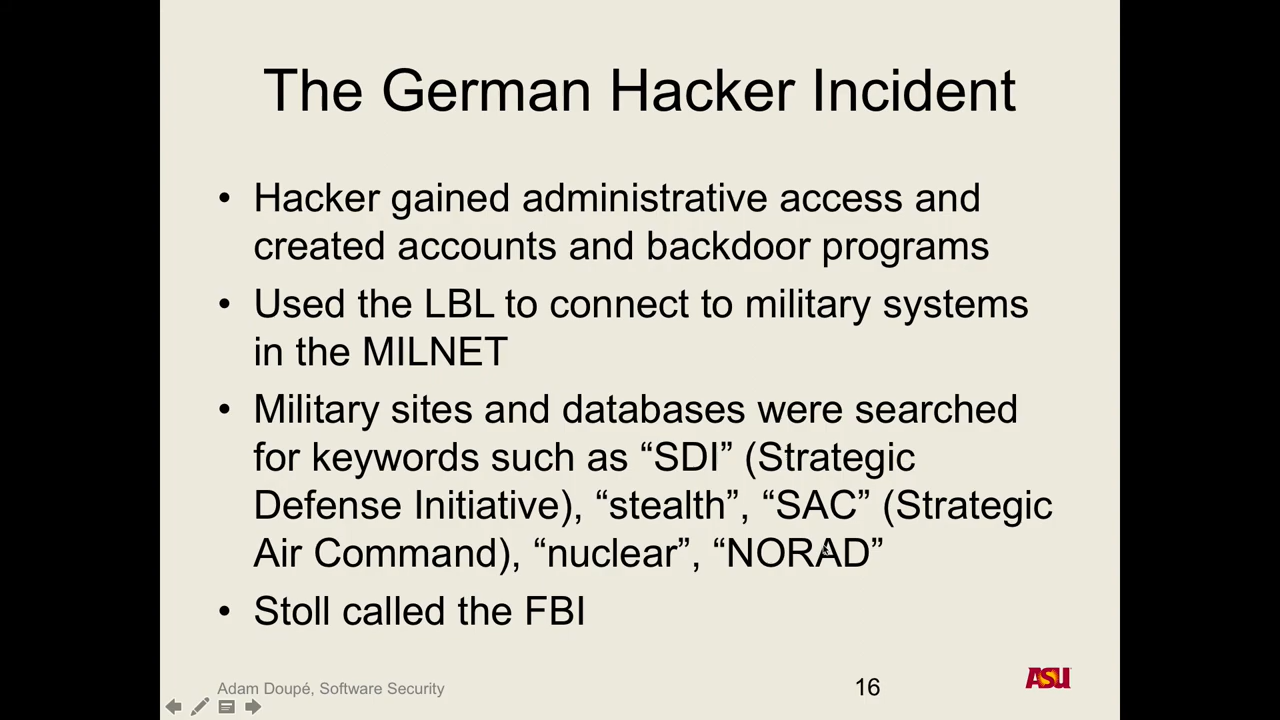 The German Hacker Incident
• Hacker gained administrative access and
created accounts and backdoor programs
• Used the LBL to connect to military systems
in the MILNET
• Military sites and databases were searched
for keywords such as “SDI” (Strategic
Defense Initiative), “stealth”, “SAC” (Strategic
Air Command), “nuclear”, “NORAD”
• Stoll called the FBI
Adam Doupé, Software Security
16
ASU